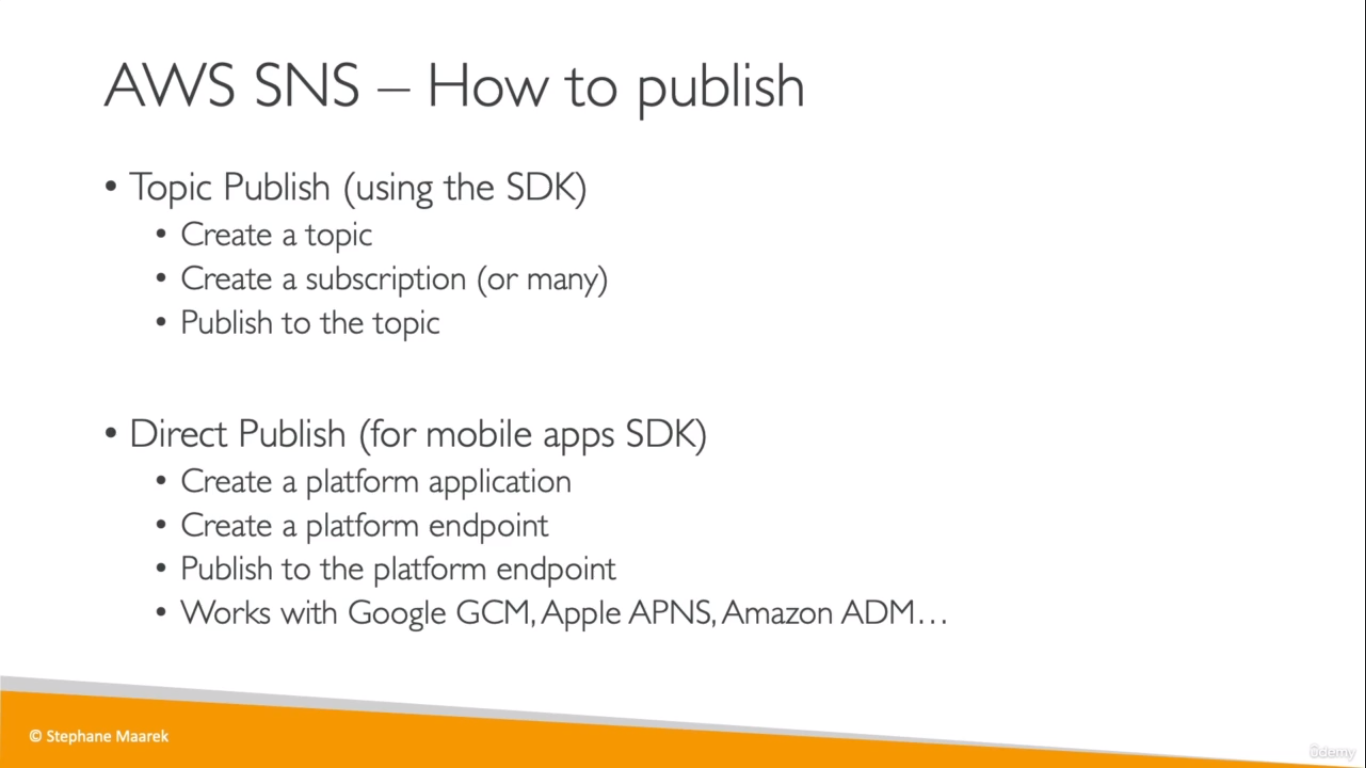 AWS SNS – How to publish
• Topic Publish (using the SDK)
• Create a topic
• Create a subscription (or many)
• Publish to the topic
• Direct Publish (for mobile apps SDK)
• Create a platform application
• Create a platform endpoint
• Publish to the platform endpoint
• Works with Google GCM, Apple APNS, Amazon ADM…
© Stephane Maarek
ûdemy